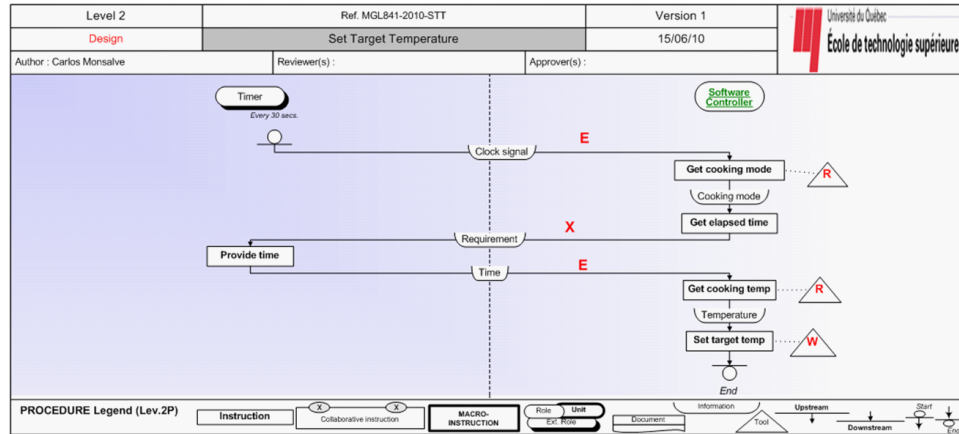 Level 2
Ref. MGL841-2010-STT
Version 1
Université du Québec
École de technologie supérieure
Design
Set Target Temperature
15/06/10
Author : Carlos Monsalve
Reviewer(s) :
Approver(s) :
Timer
Every 30 secs.
Software
Controller
E
Clock signal
Get cooking mode
R
Cooking mode
Get elapsed time
X
Requirement
Provide time
E
Time
Get cooking temp
R
Temperature
Set target temp
W
End
PROCEDURE Legend (Lev.2P)
Instruction
X
X
Collaborative instruction
MACRO-
INSTRUCTION
Role
Unit
Ext. Role
Document
Information
Tool
Upstream
Downstream
Start
End